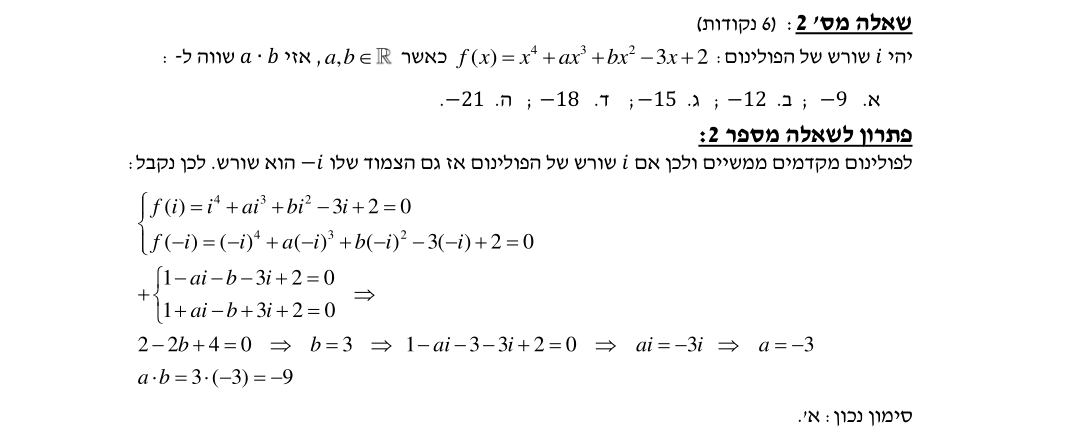 שאלה מס׳ 2 : (6 נקודות)
יהי i שורש של הפולינום: f(x) = x⁴ + ax³ + bx² − 3x + 2 כאשר a,b ∈ ℝ, אזי a · b שווה ל- :
א. −9 ; ב. −12 ; ג. −15 ; ד. −18 ; ה. −21.
פתרון לשאלה מספר 2:
לפולינום מקדמים ממשיים ולכן אם i שורש של הפולינום אז גם הצמוד שלו −i הוא שורש. לכן נקבל:
{ f(i) = i⁴ + ai³ + bi² − 3i + 2 = 0
f(−i) = (−i)⁴ + a(−i)³ + b(−i)² − 3(−i) + 2 = 0
+ { 1 − ai − b − 3i + 2 = 0 ⇒
1 + ai − b + 3i + 2 = 0
2 − 2b + 4 = 0 ⇒ b = 3 ⇒ 1 − ai − 3 − 3i + 2 = 0 ⇒ ai = −3i ⇒ a = −3
a · b = 3 · (−3) = −9
סימון נכון: א׳.